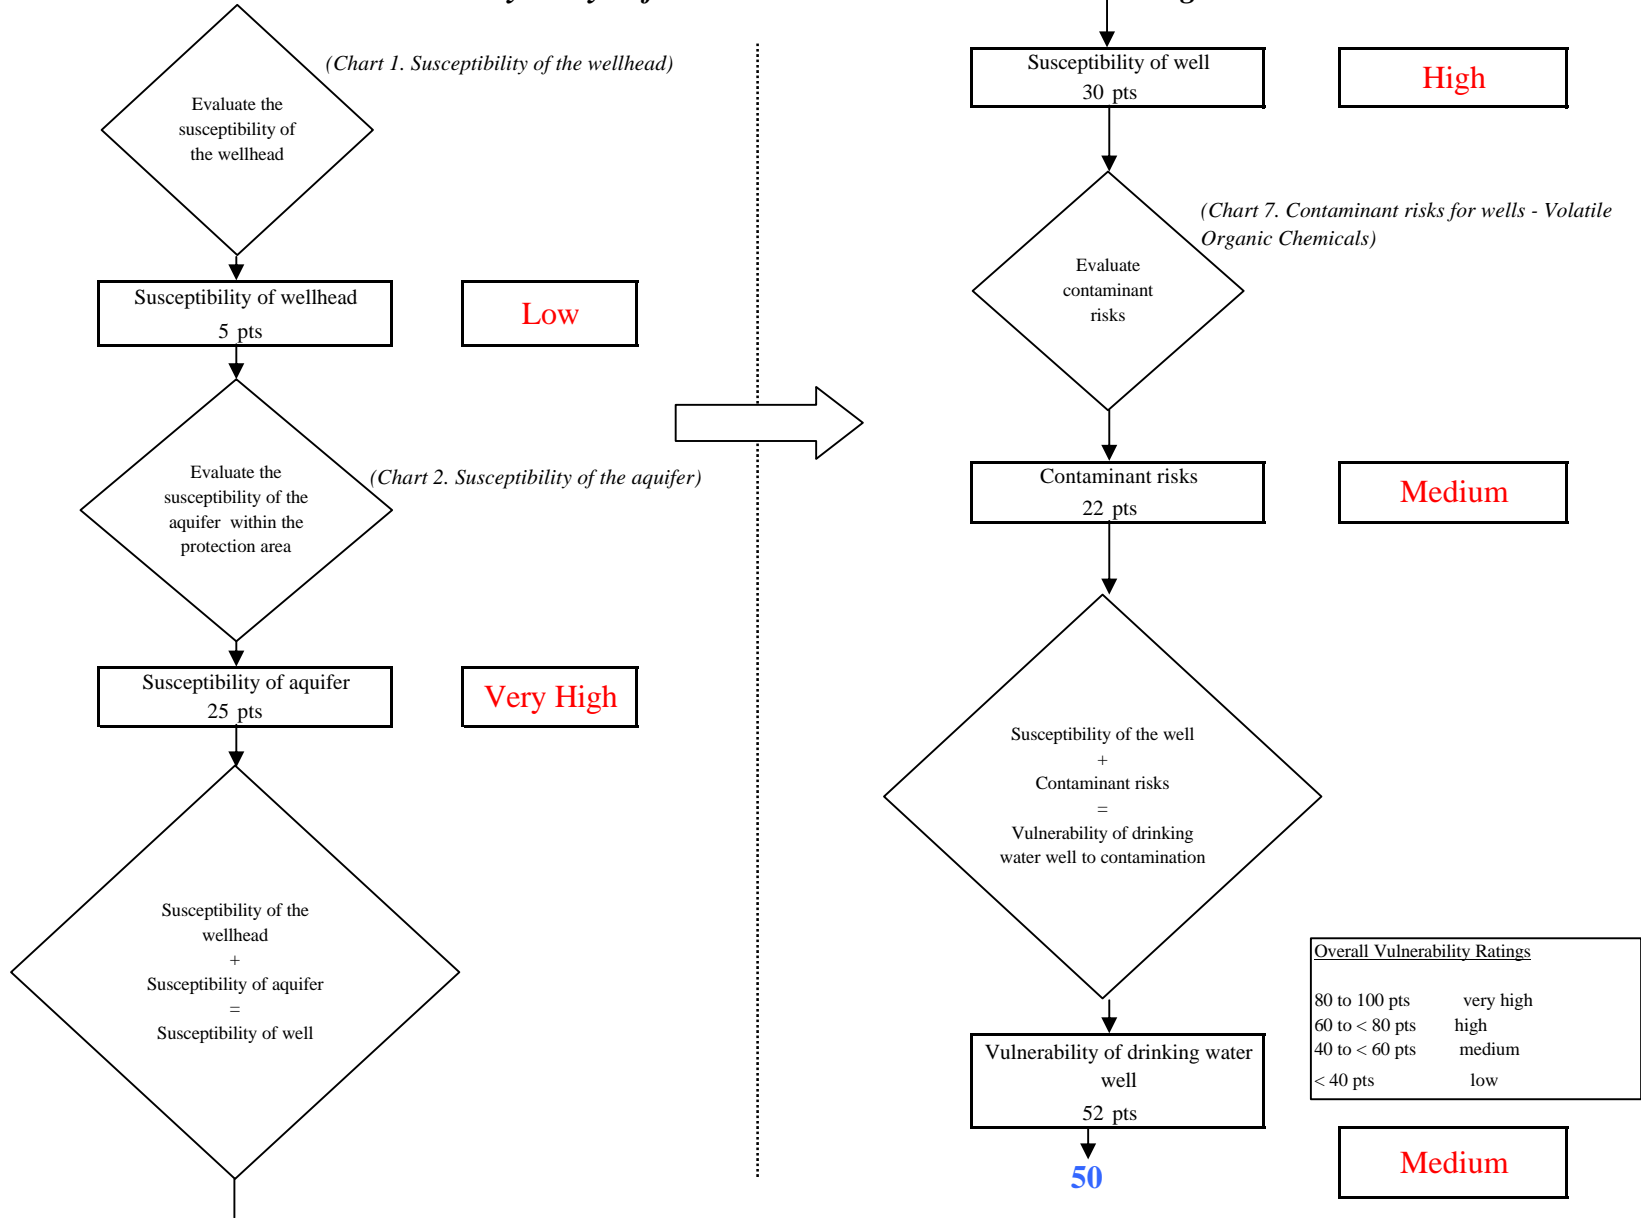 (Chart 1. Susceptibility of the wellhead)
Evaluate the
susceptibility of
the wellhead
Susceptibility of wellhead
5 pts
Low
Evaluate the
susceptibility of the
aquifer within the
protection area
(Chart 2. Susceptibility of the aquifer)
Susceptibility of aquifer
25 pts
Very High
Susceptibility of the
wellhead
+
Susceptibility of aquifer
=
Susceptibility of well
Susceptibility of well
30 pts
High
(Chart 7. Contaminant risks for wells - Volatile
Organic Chemicals)
Evaluate
contaminant
risks
Contaminant risks
22 pts
Medium
Susceptibility of the well
+
Contaminant risks
=
Vulnerability of drinking
water well to contamination
Overall Vulnerability Ratings
80 to 100 pts very high
60 to < 80 pts high
40 to < 60 pts medium
< 40 pts low
Vulnerability of drinking water
well
52 pts
50
Medium